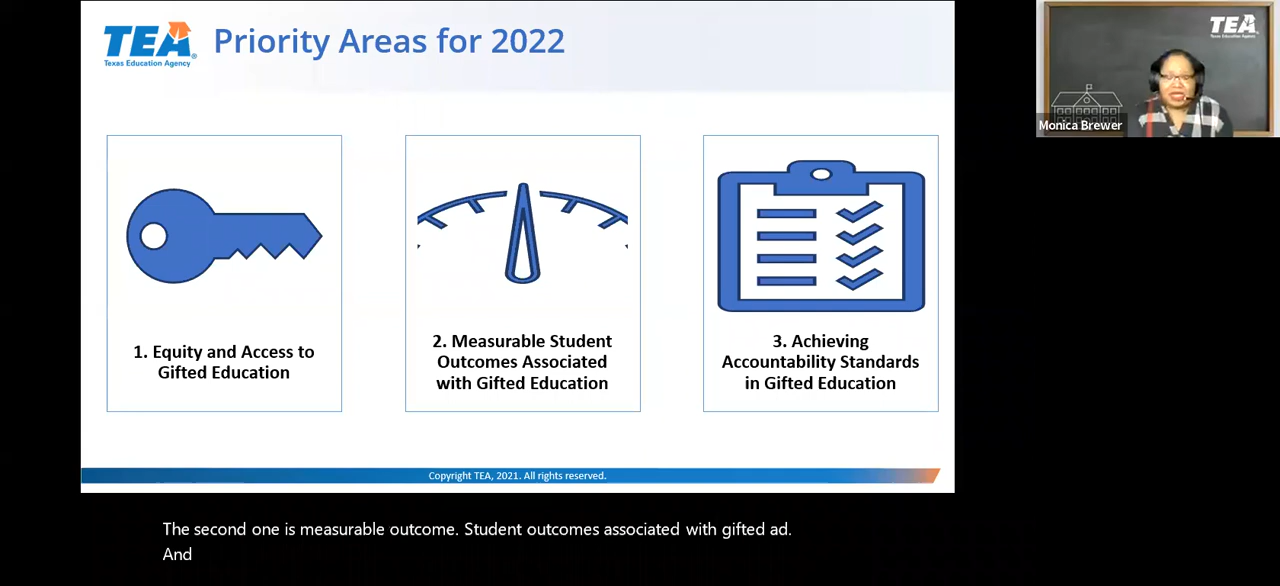 TEA
Texas Education Agency
Priority Areas for 2022
1. Equity and Access to
Gifted Education
2. Measurable Student
Outcomes Associated
with Gifted Education
3. Achieving
Accountability Standards
in Gifted Education
Copyright TEA, 2021. All rights reserved.
TEA
Texas Education Agency
Monica Brewer
The second one is measurable outcome. Student outcomes associated with gifted ad.
And